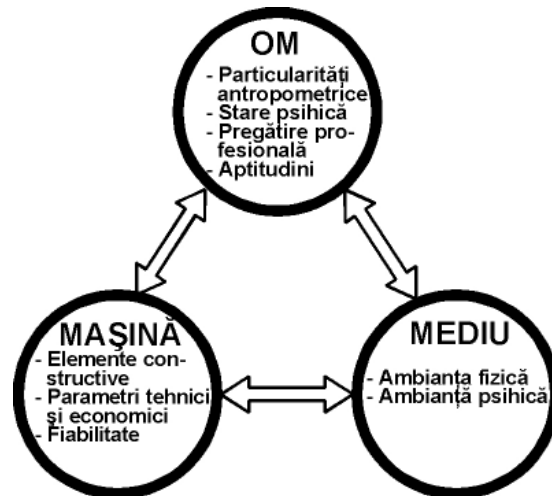 OM
- Particularități
antropometrice
- Stare psihică
- Pregătire pro-
fesională
- Aptitudini
MAŞINĂ
- Elemente con-
structive
- Parametri tehnici
și economici
- Fiabilitate
MEDIU
- Ambianța fizică
- Ambianță psihică